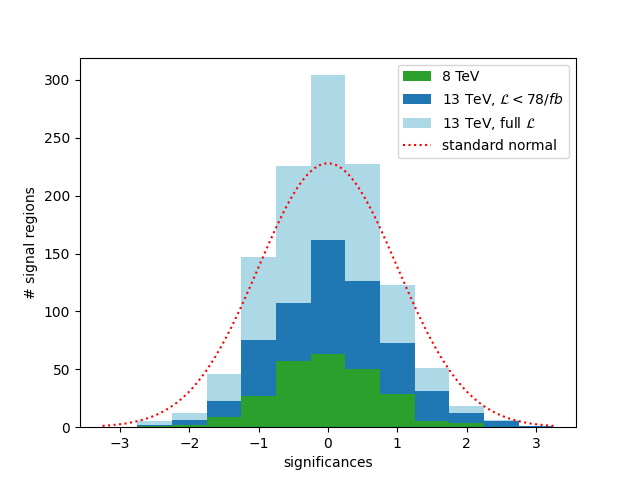 300
250
200
150
100
50
0
# signal regions
8 TeV
13 TeV, ℒ < 78/fb
13 TeV, full ℒ
standard normal
−3 −2 −1 0 1 2 3
significances